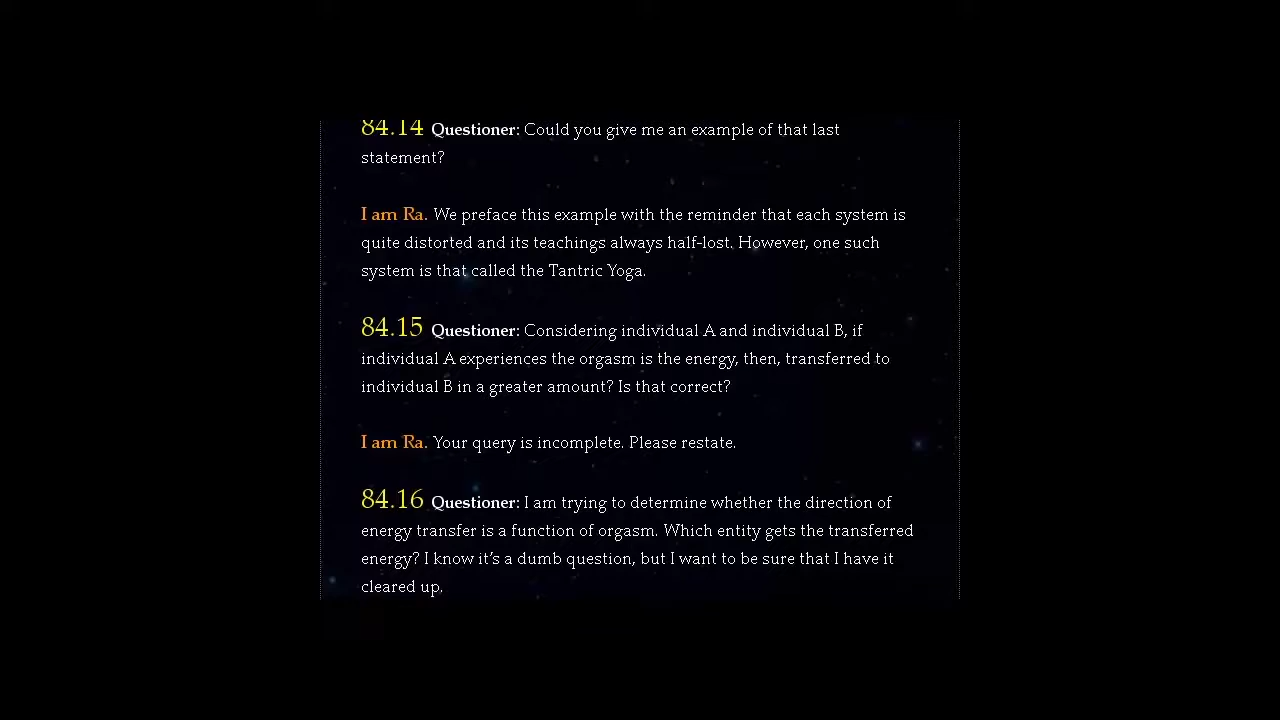 84.14 Questioner: Could you give me an example of that last
statement?
I am Ra. We preface this example with the reminder that each system is
quite distorted and its teachings always half-lost. However, one such
system is that called the Tantric Yoga.
84.15 Questioner: Considering individual A and individual B, if
individual A experiences the orgasm is the energy, then, transferred to
individual B in a greater amount? Is that correct?
I am Ra. Your query is incomplete. Please restate.
84.16 Questioner: I am trying to determine whether the direction of
energy transfer is a function of orgasm. Which entity gets the transferred
energy? I know it’s a dumb question, but I want to be sure that I have it
cleared up.